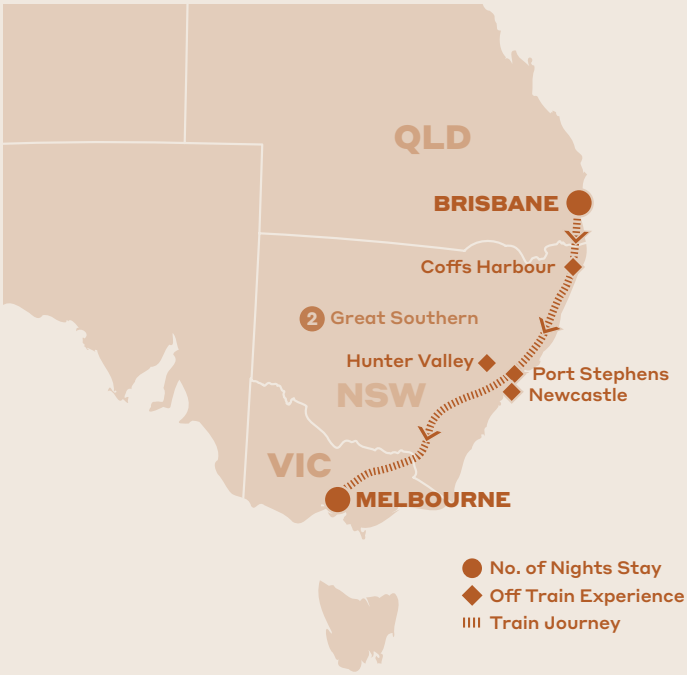 QLD
BRISBANE
Coffs Harbour
2 Great Southern
Hunter Valley
Port Stephens
NSW
Newcastle
VIC
MELBOURNE
No. of Nights Stay
Off Train Experience
Train Journey